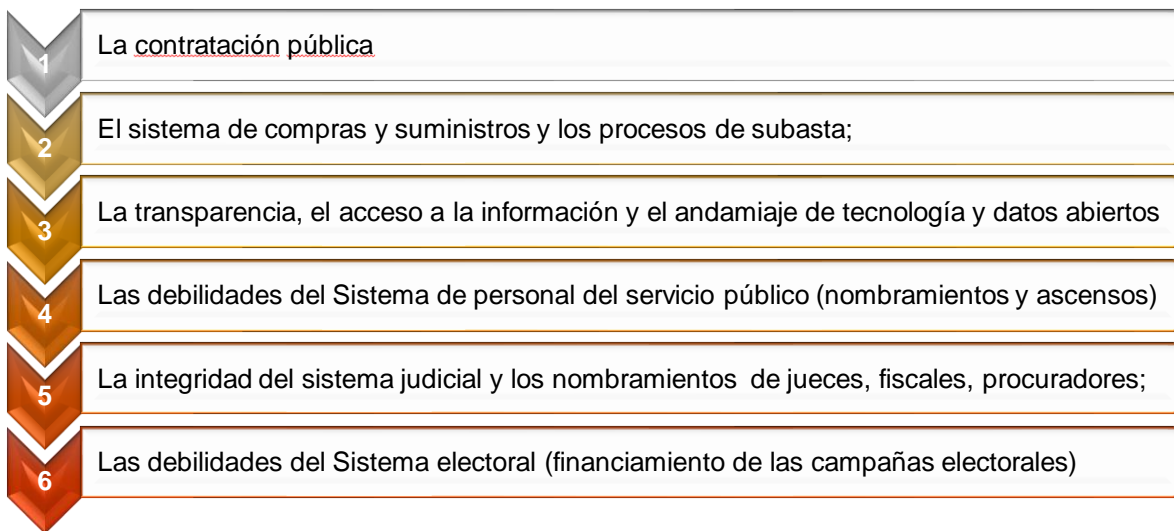 1
La contratación pública
2
El sistema de compras y suministros y los procesos de subasta;
3
La transparencia, el acceso a la información y el andamiaje de tecnología y datos abiertos
4
Las debilidades del Sistema de personal del servicio público (nombramientos y ascensos)
5
La integridad del sistema judicial y los nombramientos de jueces, fiscales, procuradores;
6
Las debilidades del Sistema electoral (financiamiento de las campañas electorales)